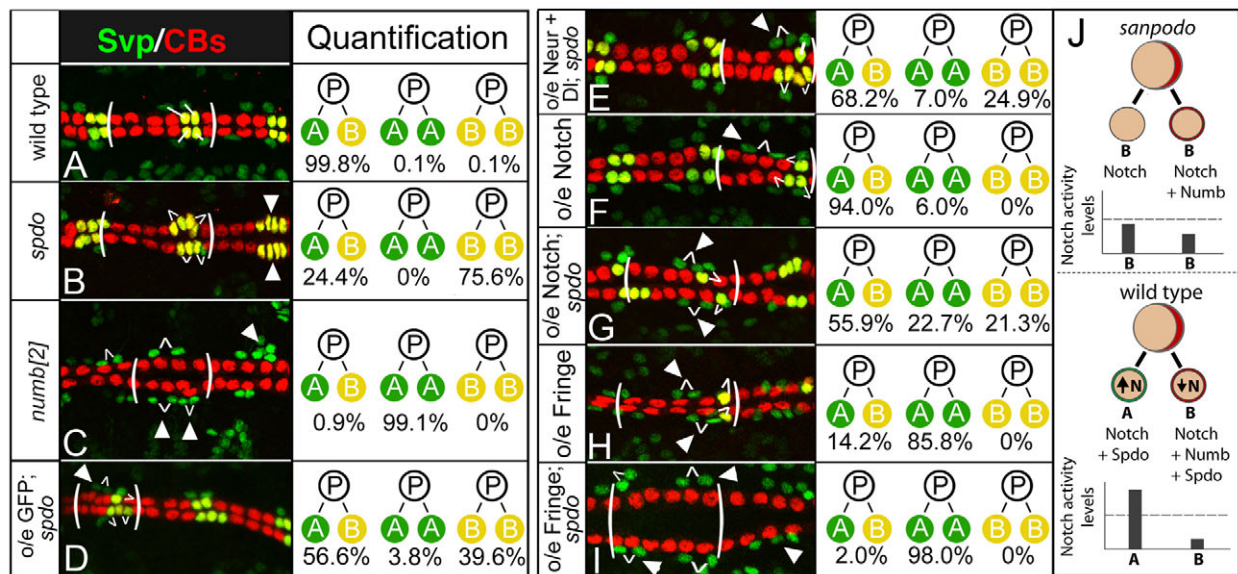 Svp/CBs Quantification
wild type
A
P
A B
P
A A
P
B B
99.8% 0.1% 0.1%
spdo
B
P
A B
P
A A
P
B B
24.4% 0% 75.6%
numb[2]
C
P
A B
P
A A
P
B B
0.9% 99.1% 0%
o/e GFP;
spdo
D
P
A B
P
A A
P
B B
56.6% 3.8% 39.6%
o/e Neur +
Dl; spdo
E
P
A B
P
A A
P
B B
68.2% 7.0% 24.9%
o/e Notch
F
P
A B
P
A A
P
B B
94.0% 6.0% 0%
o/e Notch;
spdo
G
P
A B
P
A A
P
B B
55.9% 22.7% 21.3%
o/e Fringe
H
P
A B
P
A A
P
B B
14.2% 85.8% 0%
o/e Fringe;
spdo
I
P
A B
P
A A
P
B B
2.0% 98.0% 0%
J
sanpodo
B B
Notch Notch
+ Numb
Notch activity
levels
B B
wild type
N N
A B
Notch
+ Spdo
Notch
+ Numb
+ Spdo
Notch activity
levels
A B